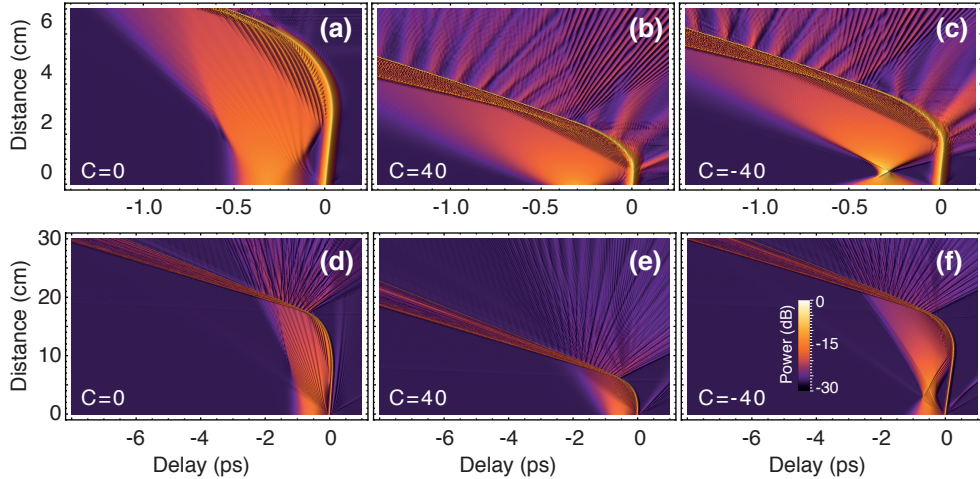 (a) (b) (c)
Distance (cm)
6
4
2
0
C=0 C=40 C=-40
-1.0 -0.5 0 -1.0 -0.5 0 -1.0 -0.5 0
(d) (e) (f)
Distance (cm)
30
20
10
0
Power (dB)
0
-15
-30
C=0 C=40 C=-40
-6 -4 -2 0 -6 -4 -2 0 -6 -4 -2 0
Delay (ps) Delay (ps) Delay (ps)